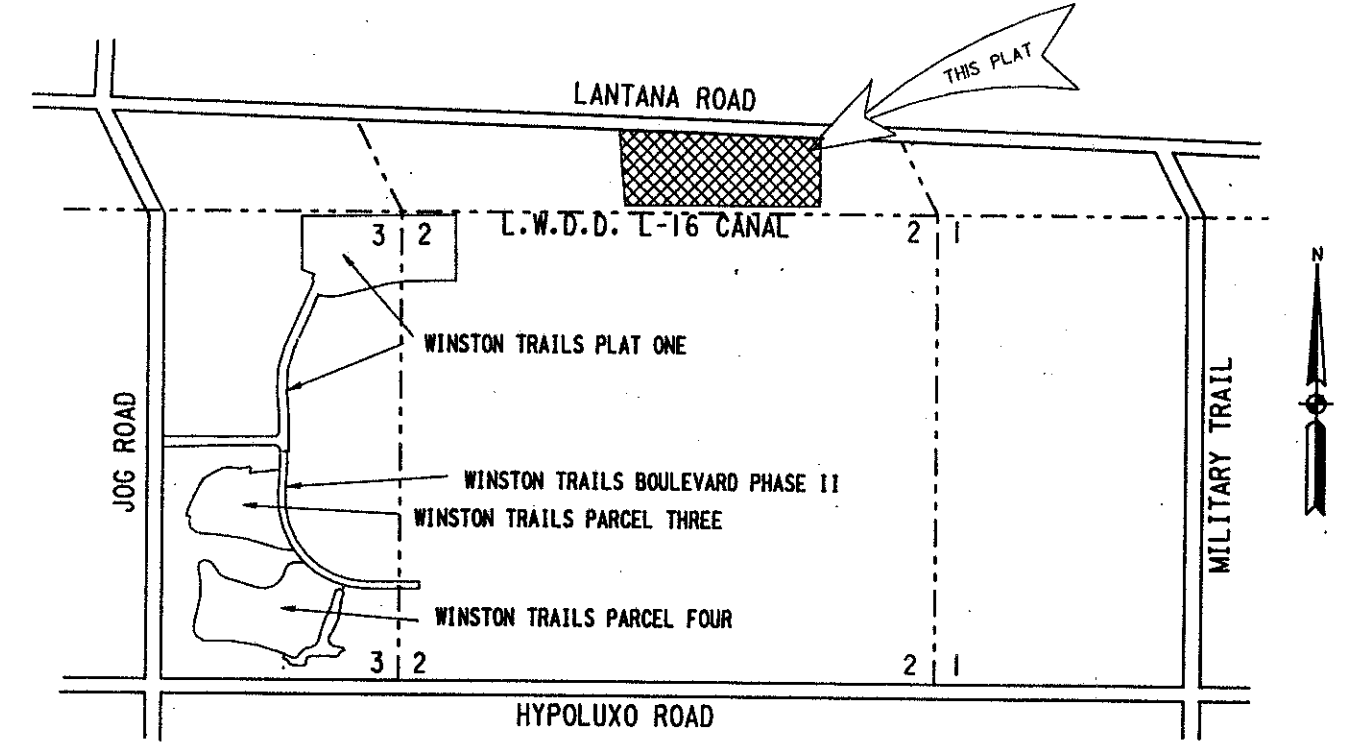 THIS PLAT
LANTANA ROAD
L.W.D.D. L-16 CANAL
3 2
2 1
N
WINSTON TRAILS PLAT ONE
JOG ROAD
MILITARY TRAIL
WINSTON TRAILS BOULEVARD PHASE II
WINSTON TRAILS PARCEL THREE
WINSTON TRAILS PARCEL FOUR
3 2
2 1
HYPOLUXO ROAD